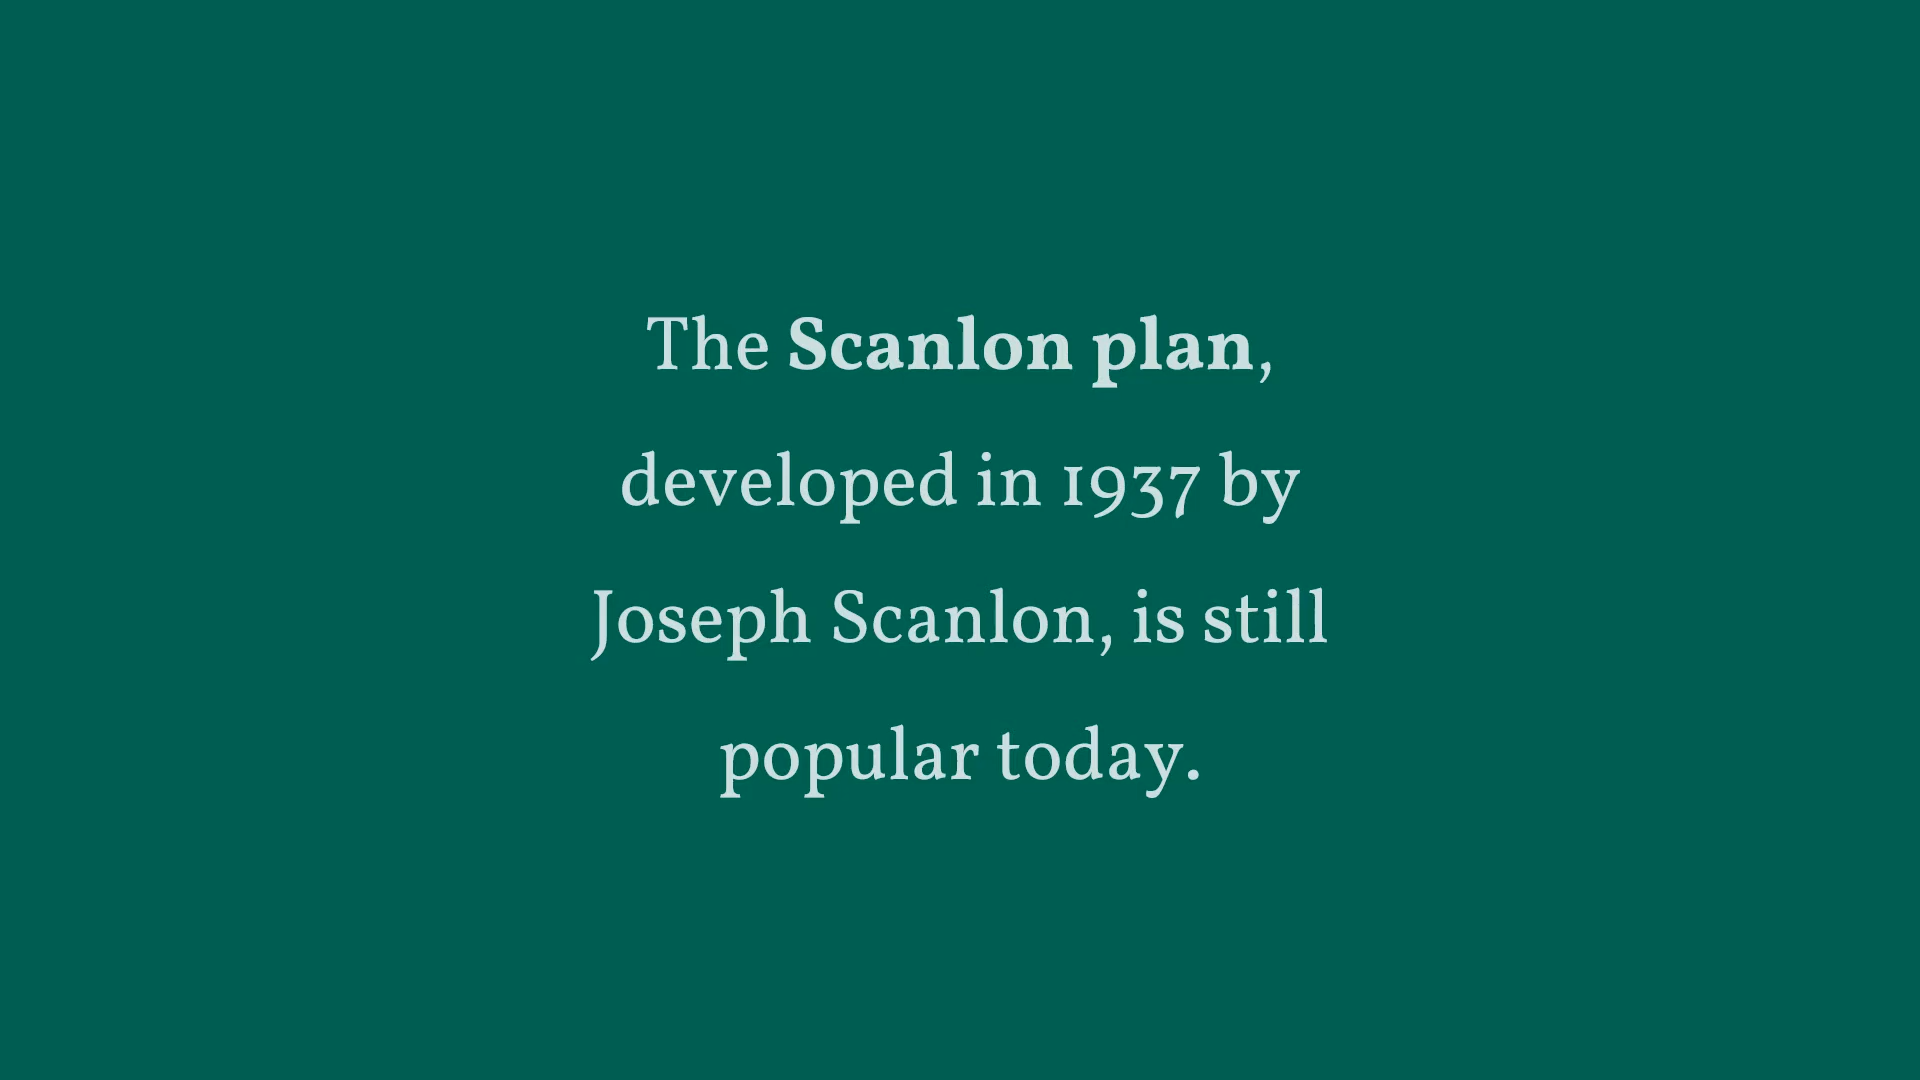 The Scanlon plan,
developed in 1937 by
Joseph Scanlon, is still
popular today.